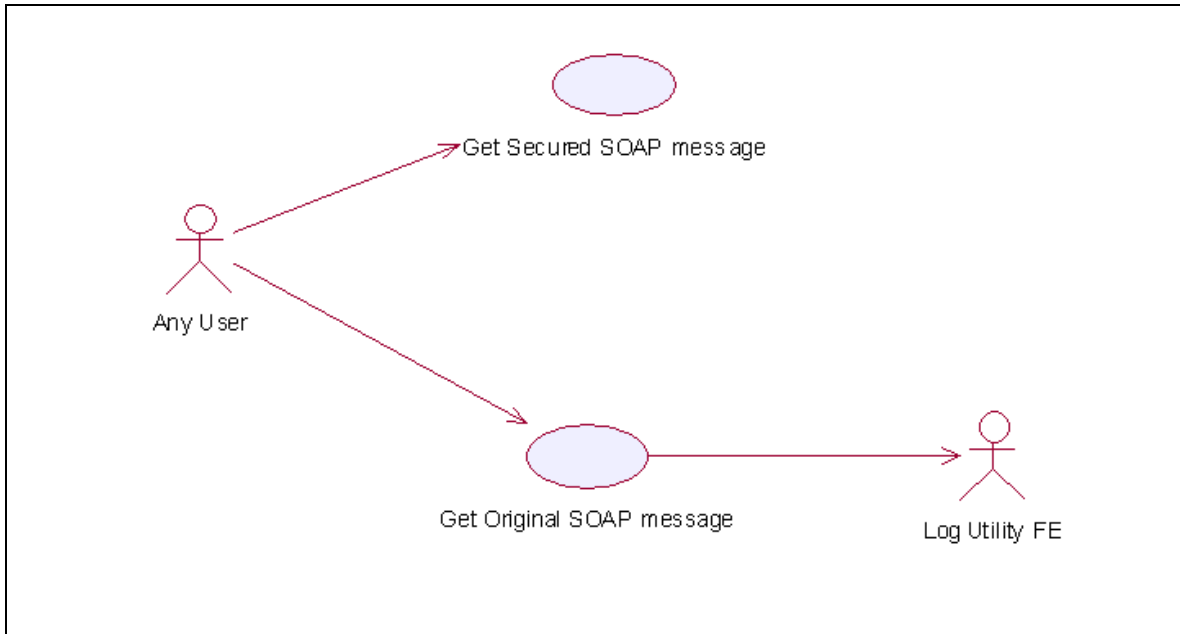 Get Secured SOAP message
Any User
Get Original SOAP message
Log Utility FE